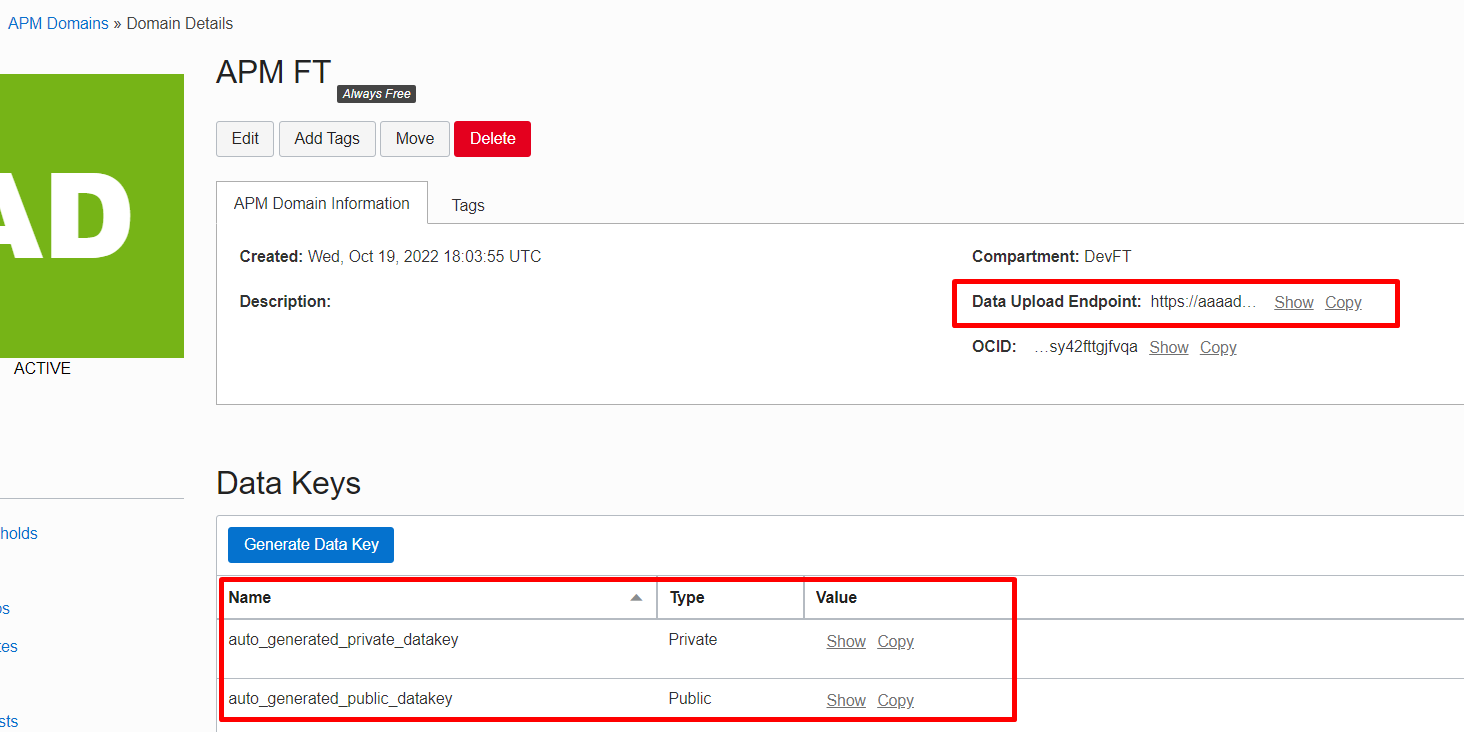 APM Domains » Domain Details
APM FT
Always Free
Edit Add Tags Move Delete
AD
ACTIVE
APM Domain Information Tags
Created: Wed, Oct 19, 2022 18:03:55 UTC
Compartment: DevFT
Description:
Data Upload Endpoint: https://aaaad... Show Copy
OCID: ...sy42fttgjfvqa Show Copy
Data Keys
Generate Data Key
holds
os
tes
sts
Name Type Value
auto_generated_private_datakey Private Show Copy
auto_generated_public_datakey Public Show Copy